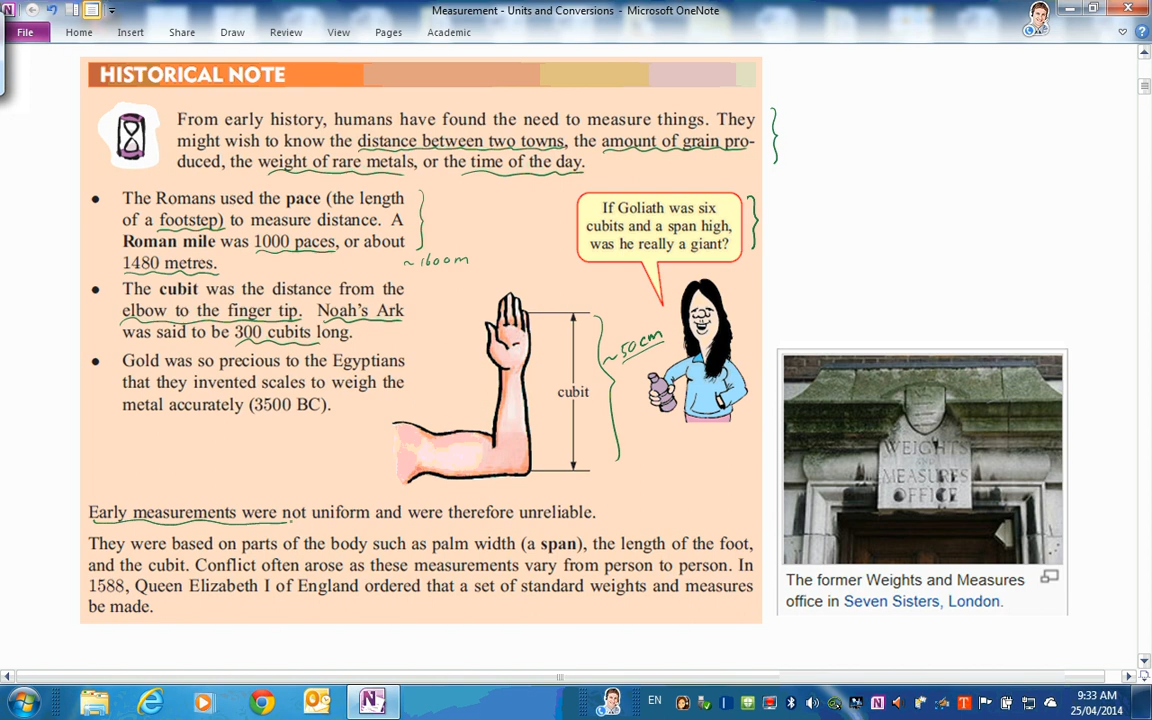 Measurement - Units and Conversions - Microsoft OneNote
File Home Insert Share Draw Review View Pages Academic
HISTORICAL NOTE
From early history, humans have found the need to measure things. They
might wish to know the distance between two towns, the amount of grain pro-
duced, the weight of rare metals, or the time of the day.
• The Romans used the pace (the length
of a footstep) to measure distance. A
Roman mile was 1000 paces, or about
1480 metres.
~1600m
• The cubit was the distance from the
elbow to the finger tip. Noah's Ark
was said to be 300 cubits long.
• Gold was so precious to the Egyptians
that they invented scales to weigh the
metal accurately (3500 BC).
If Goliath was six
cubits and a span high,
was he really a giant?
~50cm
cubit
WEIGHTS
MEASURES
OFFICE
The former Weights and Measures
office in Seven Sisters, London.
Early measurements were not uniform and were therefore unreliable.
They were based on parts of the body such as palm width (a span), the length of the foot,
and the cubit. Conflict often arose as these measurements vary from person to person. In
1588, Queen Elizabeth I of England ordered that a set of standard weights and measures
be made.
EN
9:33 AM
25/04/2014